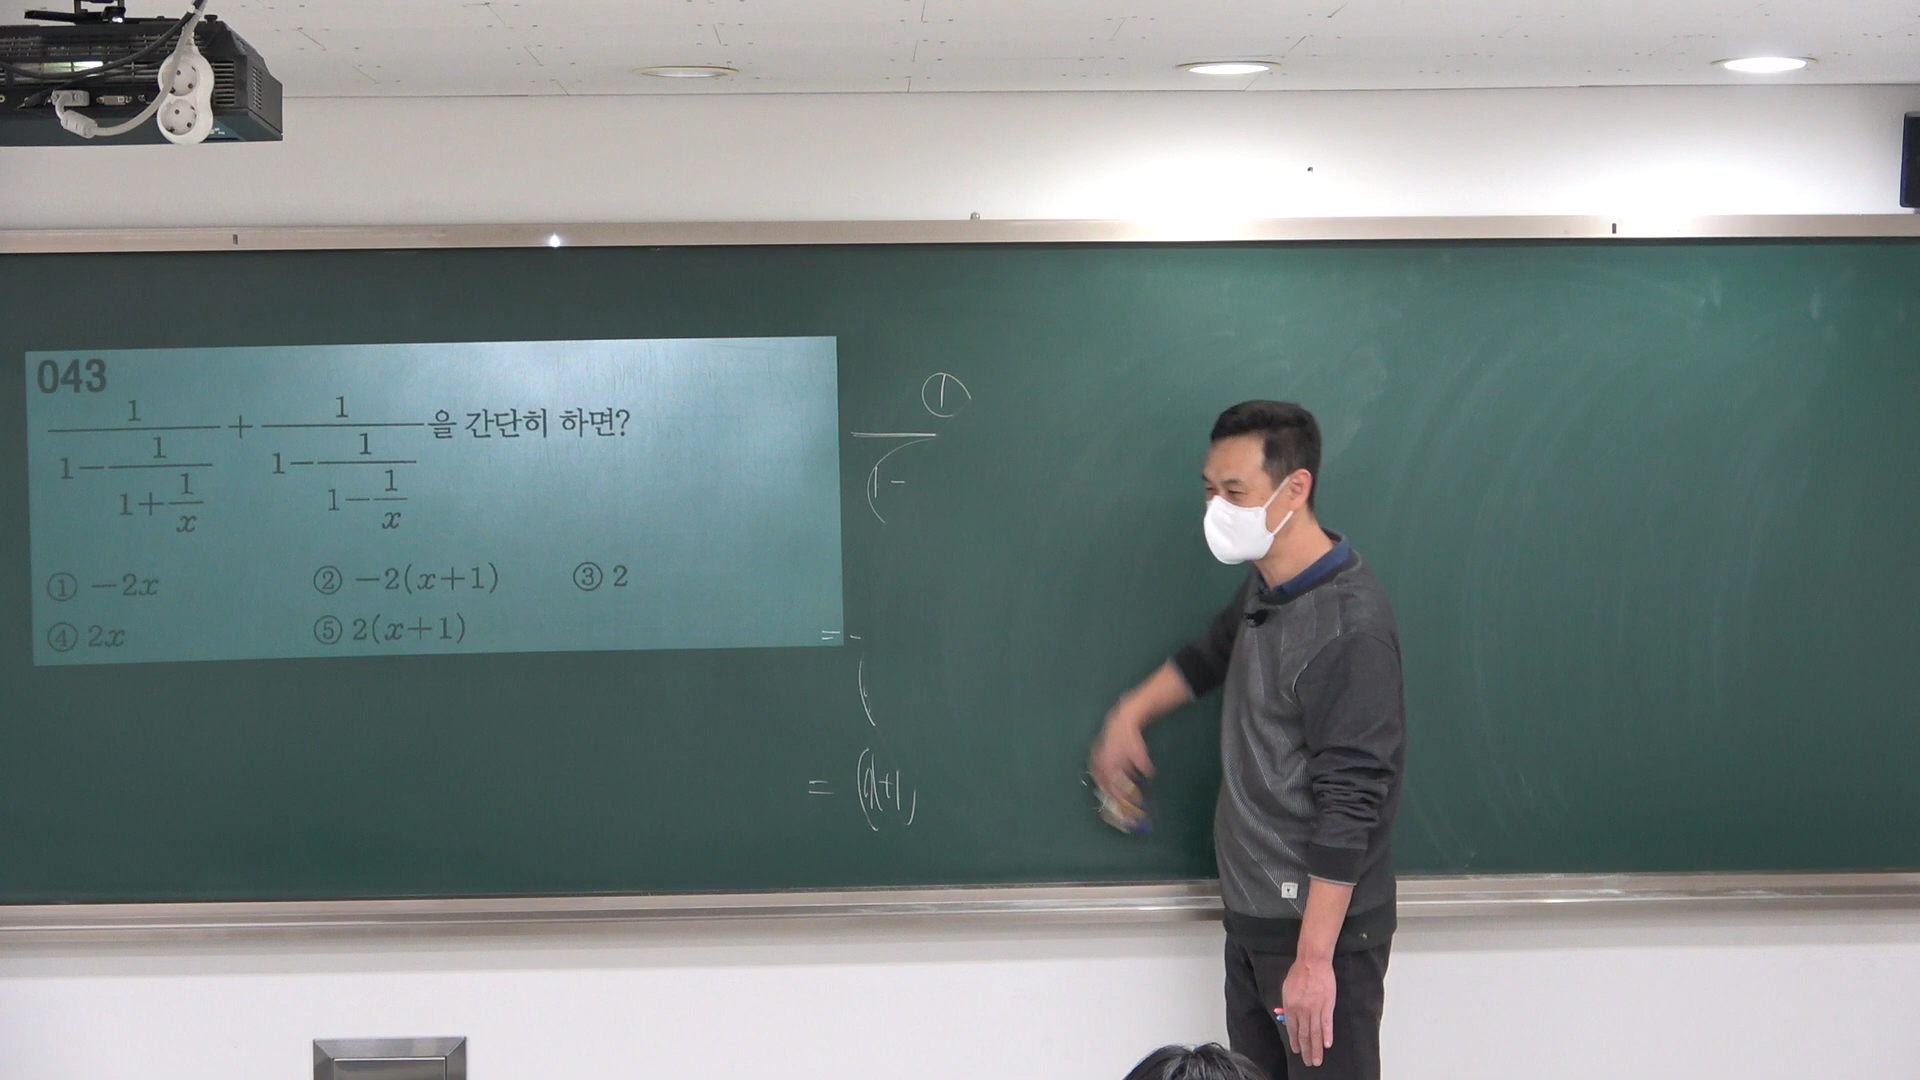 043
1/(1-1/(1+1/x)) + 1/(1-1/(1-1/x)) 을 간단히 하면?
① -2x ② -2(x+1) ③ 2
④ 2x ⑤ 2(x+1)
①
(1-
= -
(
= (x+1)